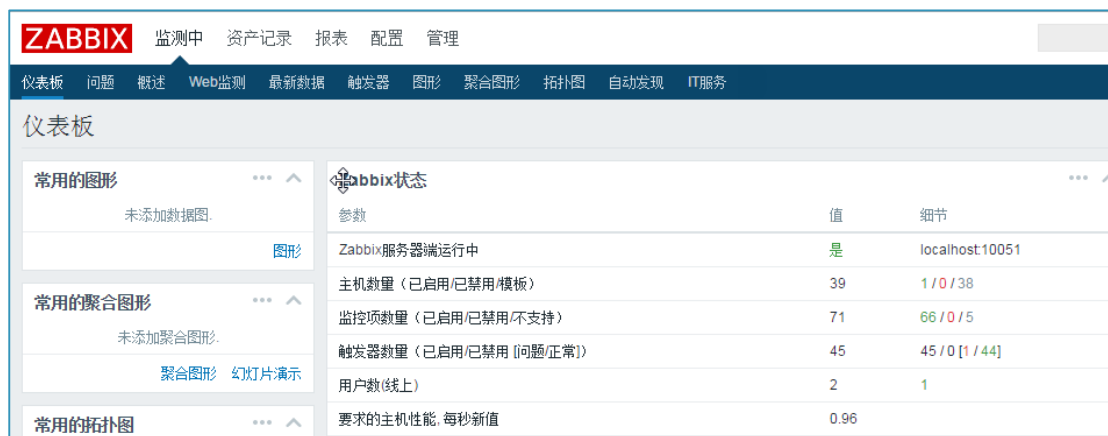 ZABBIX 监测中 资产记录 报表 配置 管理
仪表板 问题 概述 Web监测 最新数据 触发器 图形 聚合图形 拓扑图 自动发现 IT服务
仪表板
常用的图形
未添加数据图.
图形
常用的聚合图形
未添加聚合图形.
聚合图形 幻灯片演示
常用的拓扑图
Zabbix状态
参数 值 细节
Zabbix服务器端运行中 是 localhost:10051
主机数量（已启用/已禁用/模板） 39 1 / 0 / 38
监控项数量（已启用/已禁用/不支持） 71 66 / 0 / 5
触发器数量（已启用/已禁用 [问题/正常]） 45 45 / 0 [1 / 44]
用户数(线上) 2 1
要求的主机性能, 每秒新值 0.96